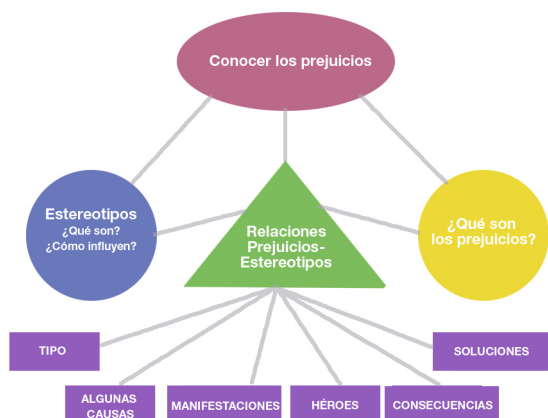 Conocer los prejuicios
Estereotipos
¿Qué son?
¿Cómo influyen?
Relaciones
Prejuicios-
Estereotipos
¿Qué son
los prejuicios?
TIPO
SOLUCIONES
ALGUNAS
CAUSAS
MANIFESTACIONES
HÉROES
CONSECUENCIAS